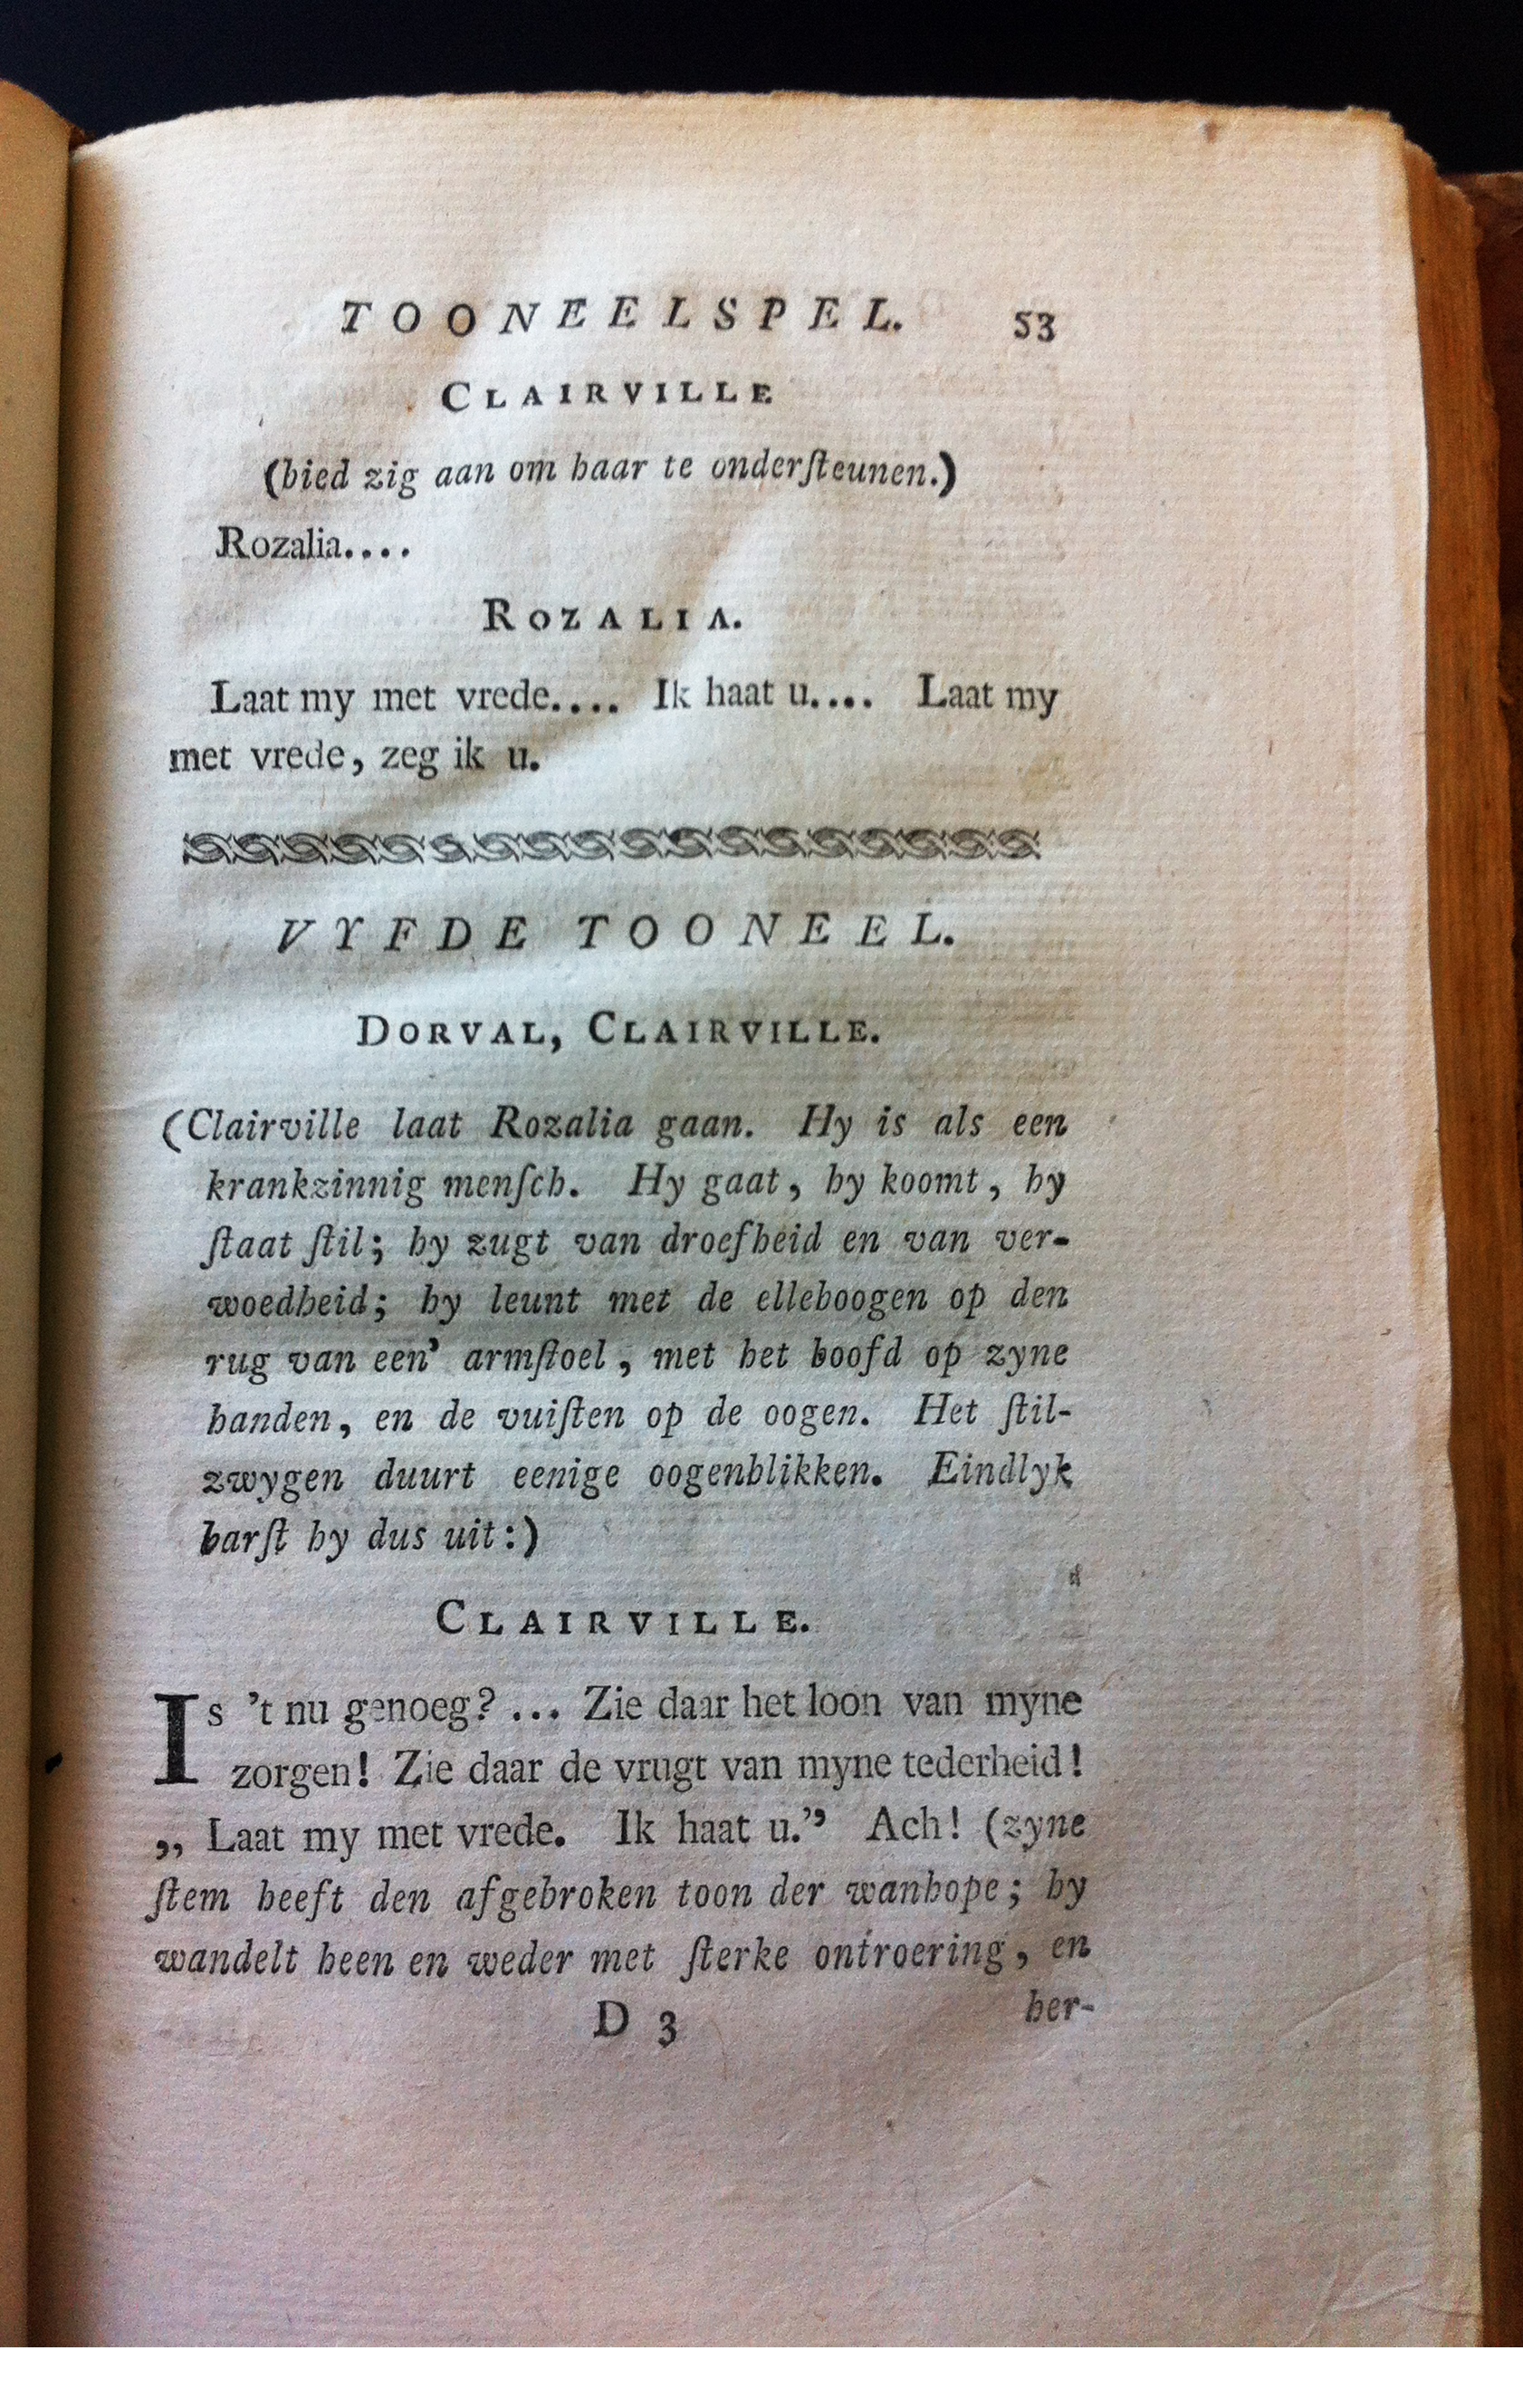 TOONEELSPEL. 53
CLAIRVILLE
(bied zig aan om haar te onderſteunen.)
Rozalia....
ROZALIA.
Laat my met vrede.... Ik haat u.... Laat my
met vrede, zeg ik u.
VYFDE TOONEEL.
DORVAL, CLAIRVILLE.
(Clairville laat Rozalia gaan. Hy is als een
krankzinnig menſch. Hy gaat, hy koomt, hy
ſtaat ſtil; hy zugt van droefheid en van ver-
woedheid; hy leunt met de elleboogen op den
rug van een' armſtoel, met het hoofd op zyne
handen, en de vuiſten op de oogen. Het ſtil-
zwygen duurt eenige oogenblikken. Eindlyk
barſt hy dus uit:)
CLAIRVILLE.
Is 't nu genoeg?... Zie daar het loon van myne
zorgen! Zie daar de vrugt van myne tederheid!
„ Laat my met vrede. Ik haat u.” Ach! (zyne
ſtem heeft den afgebroken toon der wanhope; hy
wandelt heen en weder met ſterke ontroering, en
D 3 her-